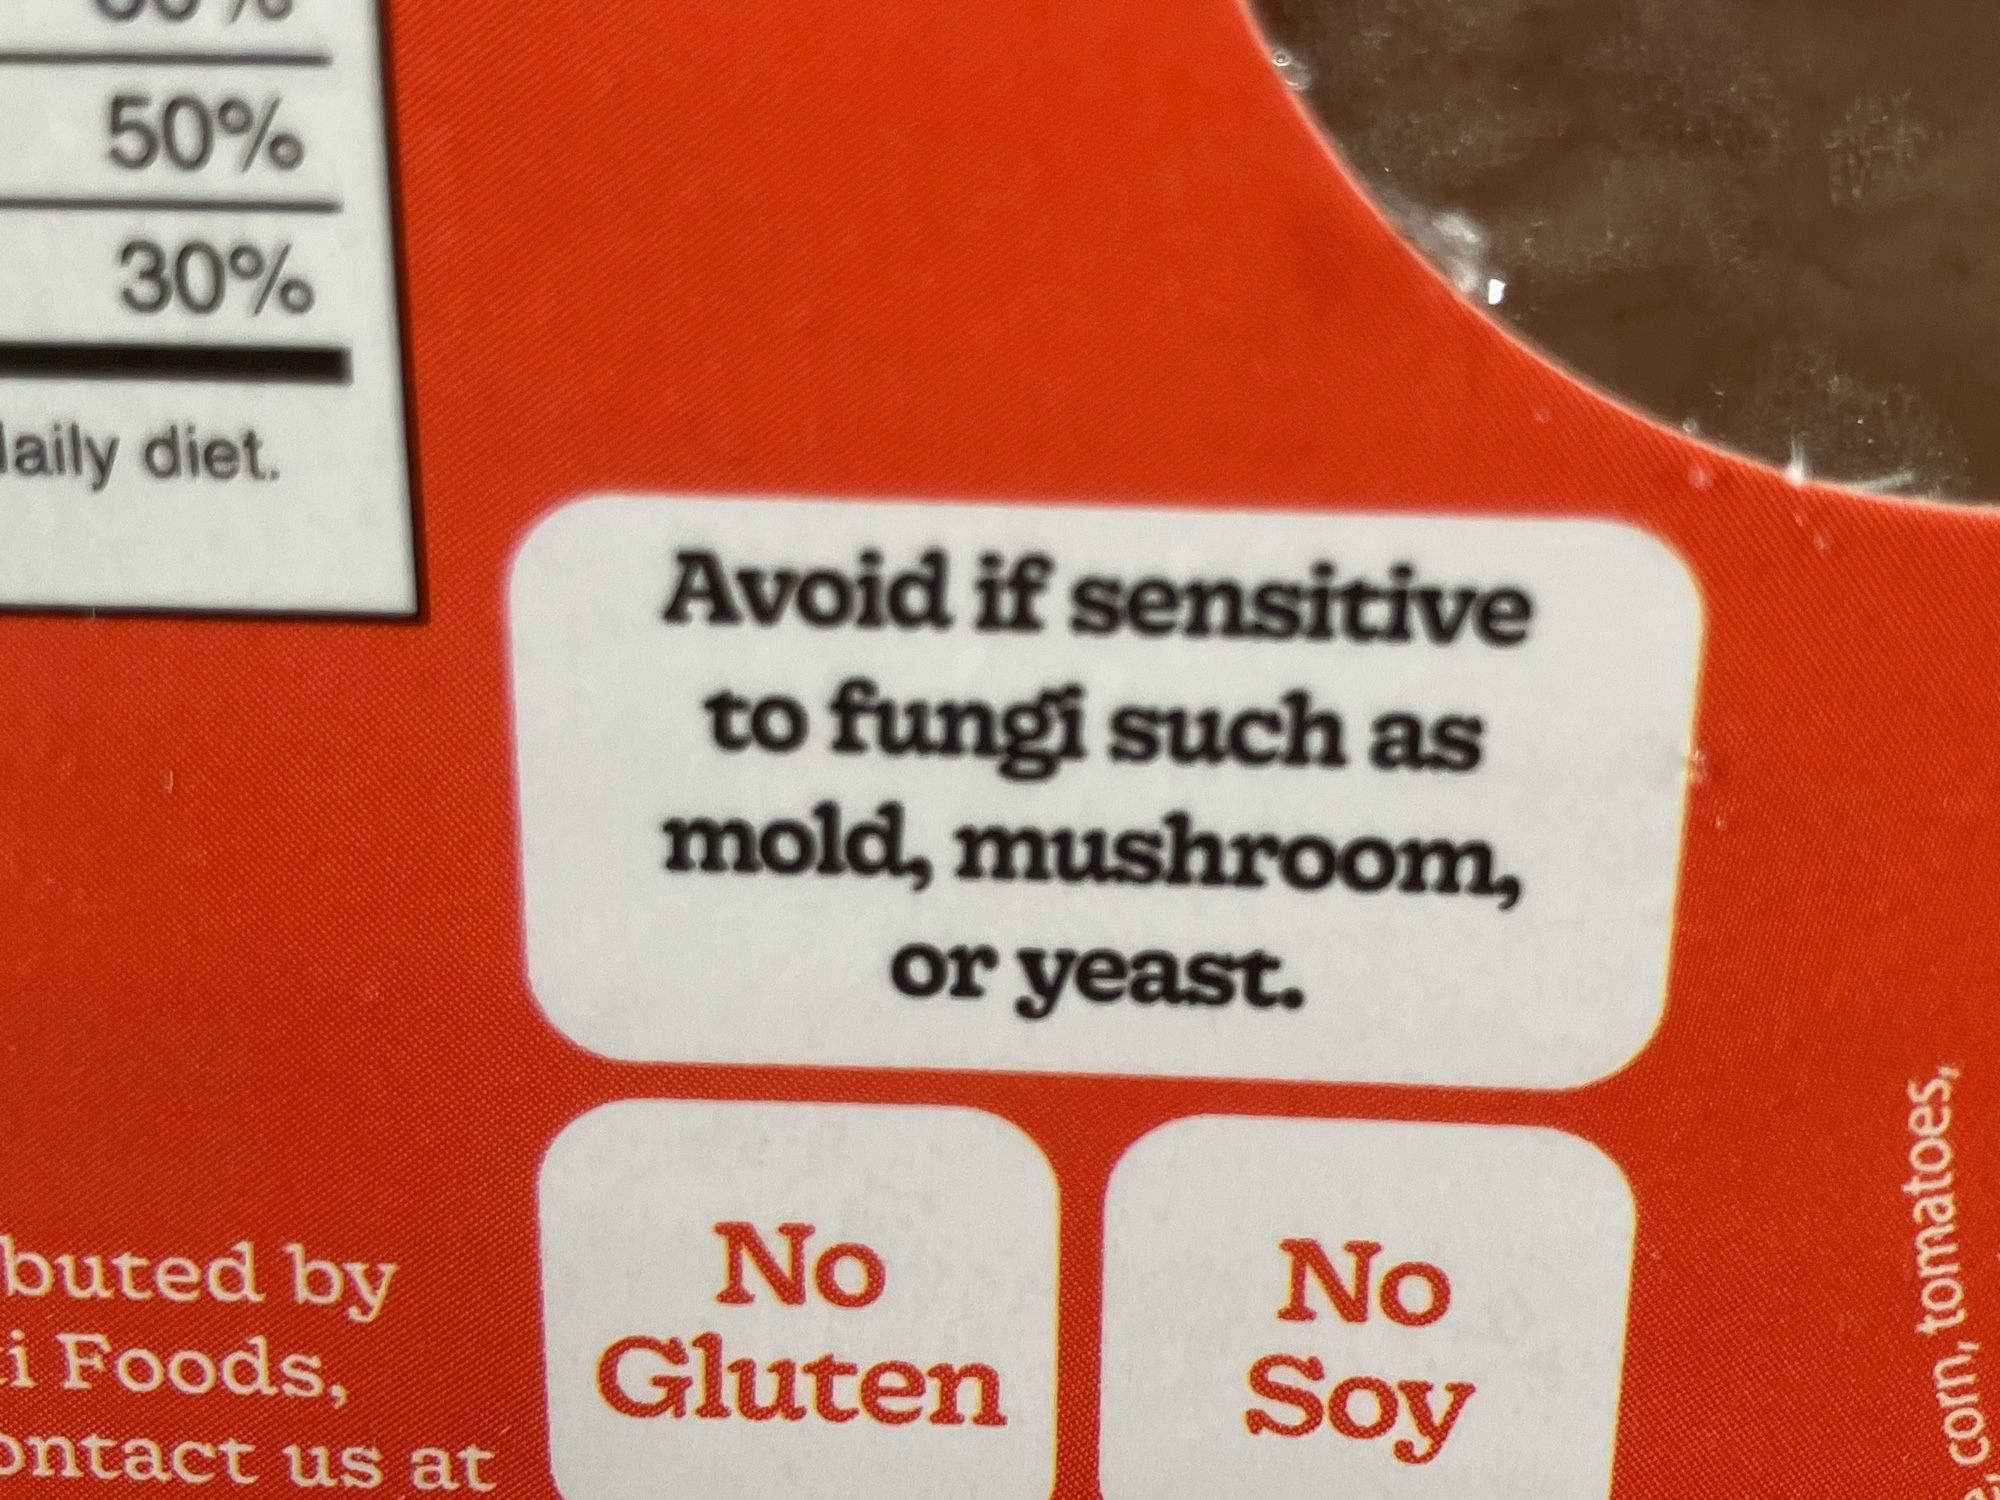 50%
30%
daily diet.
Avoid if sensitive
to fungi such as
mold, mushroom,
or yeast.
No
Gluten
No
Soy
buted by
i Foods,
ontact us at
corn, tomatoes,